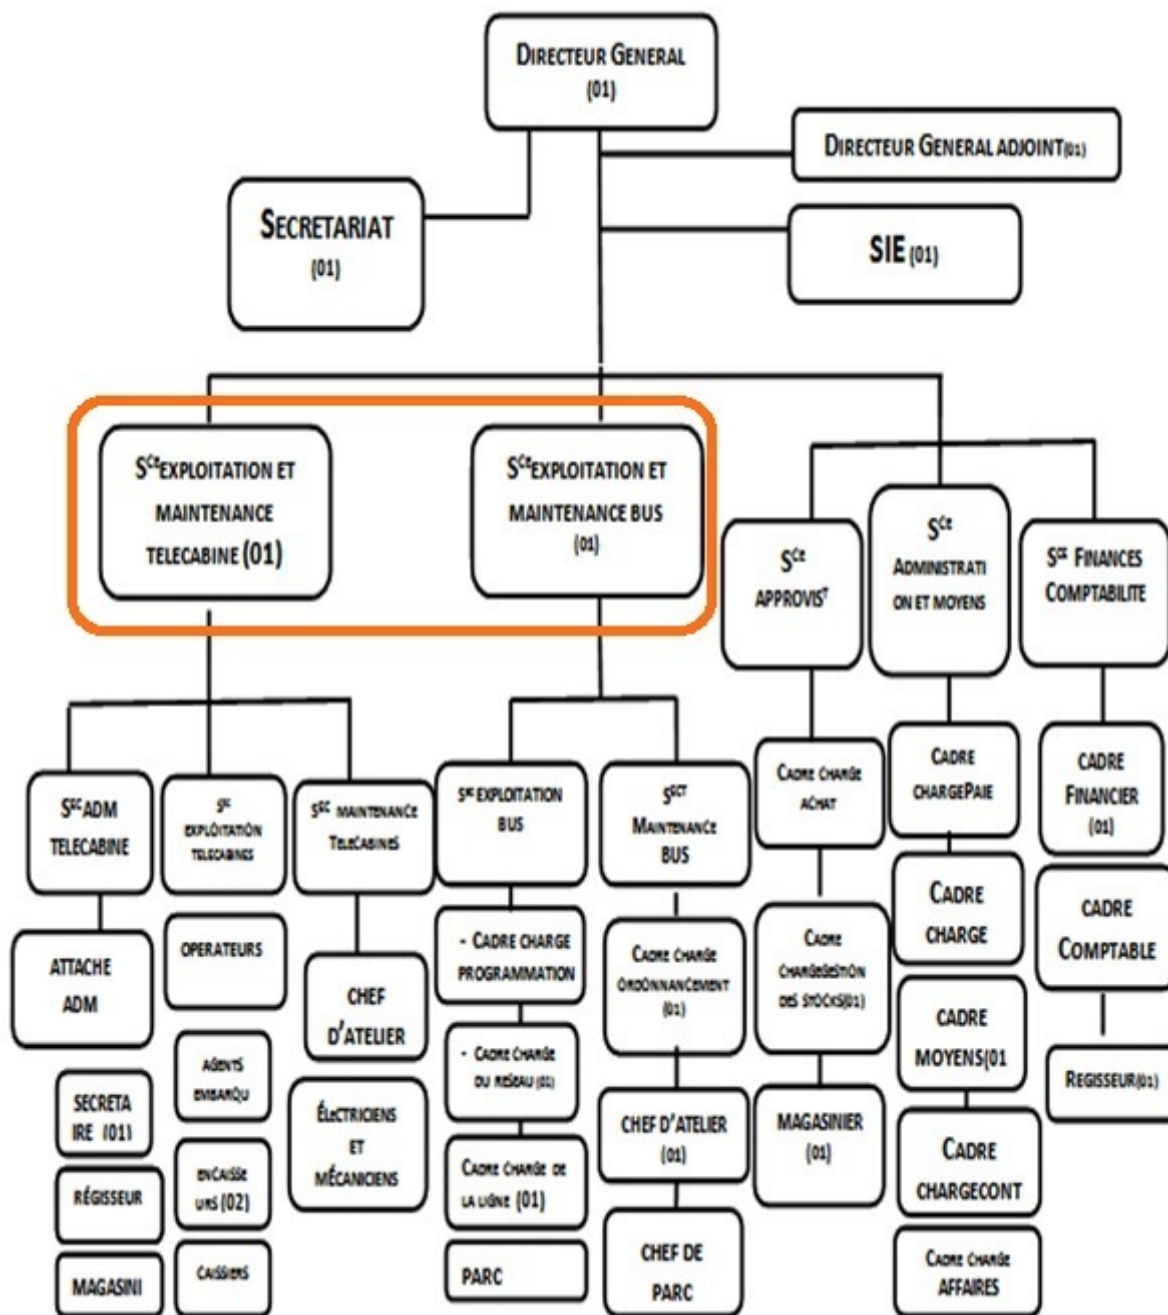 DIRECTEUR GENERAL
(01)
DIRECTEUR GENERAL ADJOINT(01)
SECRETARIAT
(01)
SIE (01)
SCe EXPLOITATION ET
MAINTENANCE
TELECABINE (01)
SCe EXPLOITATION ET
MAINTENANCE BUS
(01)
SCe
APPROVIST
SCe
ADMINISTRATI
ON ET MOYENS
SCE FINANCES
COMPTABILITE
SEC ADM
TELECABINE
SEC
EXPLOITATION
TELECABINES
SEC MAINTENANCE
TELECABINES
SEC EXPLOITATION
BUS
SECT
MAINTENANCE
BUS
CADRE CHARGE
ACHAT
CADRE
CHARGEPAIE
CADRE
FINANCIER
(01)
ATTACHE
ADM
OPERATEURS
CHEF
D'ATELIER
- CADRE CHARGE
PROGRAMMATION
CADRE CHARGE
ORDONNANCEMENT
(01)
CADRE
CHARGEGESTION
DES STOCKS(01)
CADRE
CHARGE
CADRE
COMPTABLE
SECRETA
IRE (01)
AGENTS
EMBARQU
ÉLECTRICIENS
ET
MÉCANICIENS
- CADRE CHARGE
DU RESEAU (01)
CHEF D'ATELIER
(01)
MAGASINIER
(01)
CADRE
MOYENS(01
REGISSEUR(01)
RÉGISSEUR
ENCAISSE
URS (02)
CADRE CHARGE DE
LA LIGNE (01)
CADRE
CHARGECONT
MAGASINI
CAISSIERS
PARC
CHEF DE
PARC
CADRE CHARGE
AFFAIRES